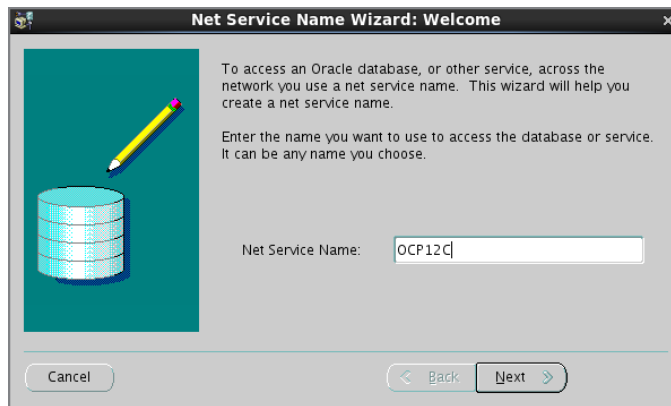 Net Service Name Wizard: Welcome
To access an Oracle database, or other service, across the
network you use a net service name. This wizard will help you
create a net service name.
Enter the name you want to use to access the database or service.
It can be any name you choose.
Net Service Name: OCP12C
Cancel Back Next